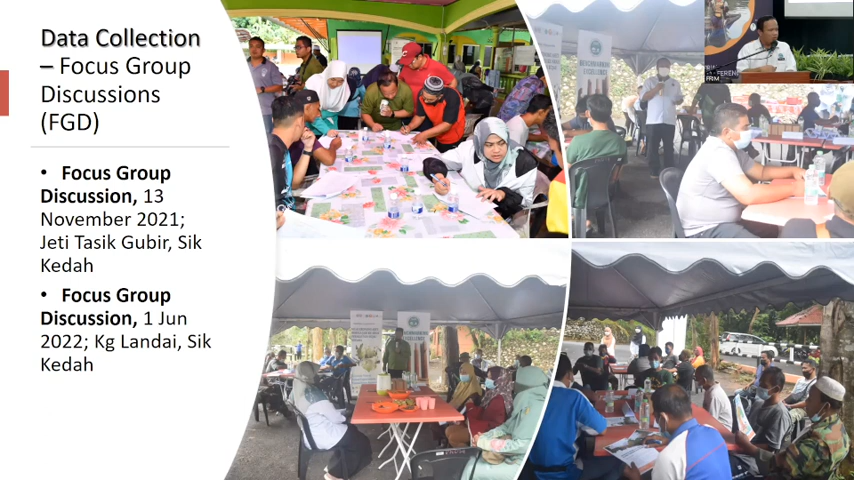 Data Collection
– Focus Group
Discussions
(FGD)
• Focus Group
Discussion, 13
November 2021;
Jeti Tasik Gubir, Sik
Kedah
• Focus Group
Discussion, 1 Jun
2022; Kg Landai, Sik
Kedah
FRIM